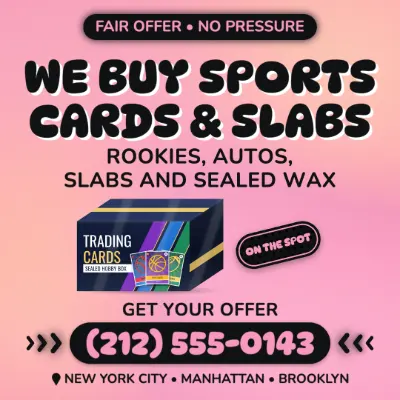 FAIR OFFER • NO PRESSURE
WE BUY SPORTS
CARDS & SLABS
ROOKIES, AUTOS,
SLABS AND SEALED WAX
TRADING
CARDS
SEALED HOBBY BOX
ON THE SPOT
GET YOUR OFFER
(212) 555-0143
NEW YORK CITY • MANHATTAN • BROOKLYN